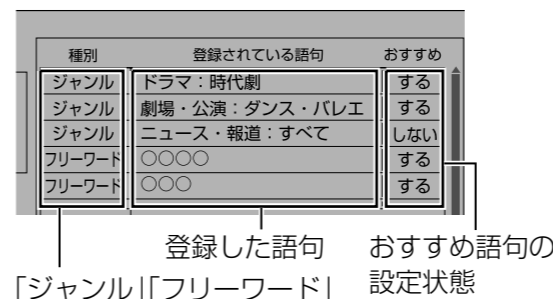 種別 登録されている語句 おすすめ
ジャンル ドラマ：時代劇 する
ジャンル 劇場・公演：ダンス・バレエ する
ジャンル ニュース・報道：すべて しない
フリーワード ○○○○ する
フリーワード ○○○ する
登録した語句 おすすめ語句の
設定状態
「ジャンル」「フリーワード」